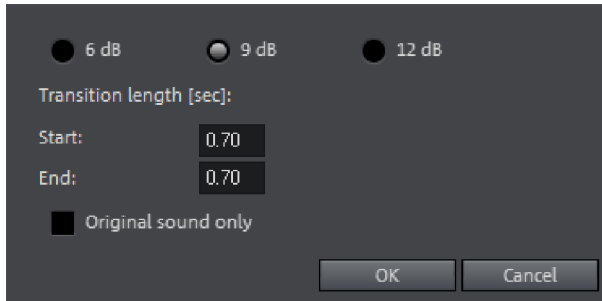 6 dB 9 dB 12 dB
Transition length [sec]:
Start: 0.70
End: 0.70
Original sound only
OK Cancel